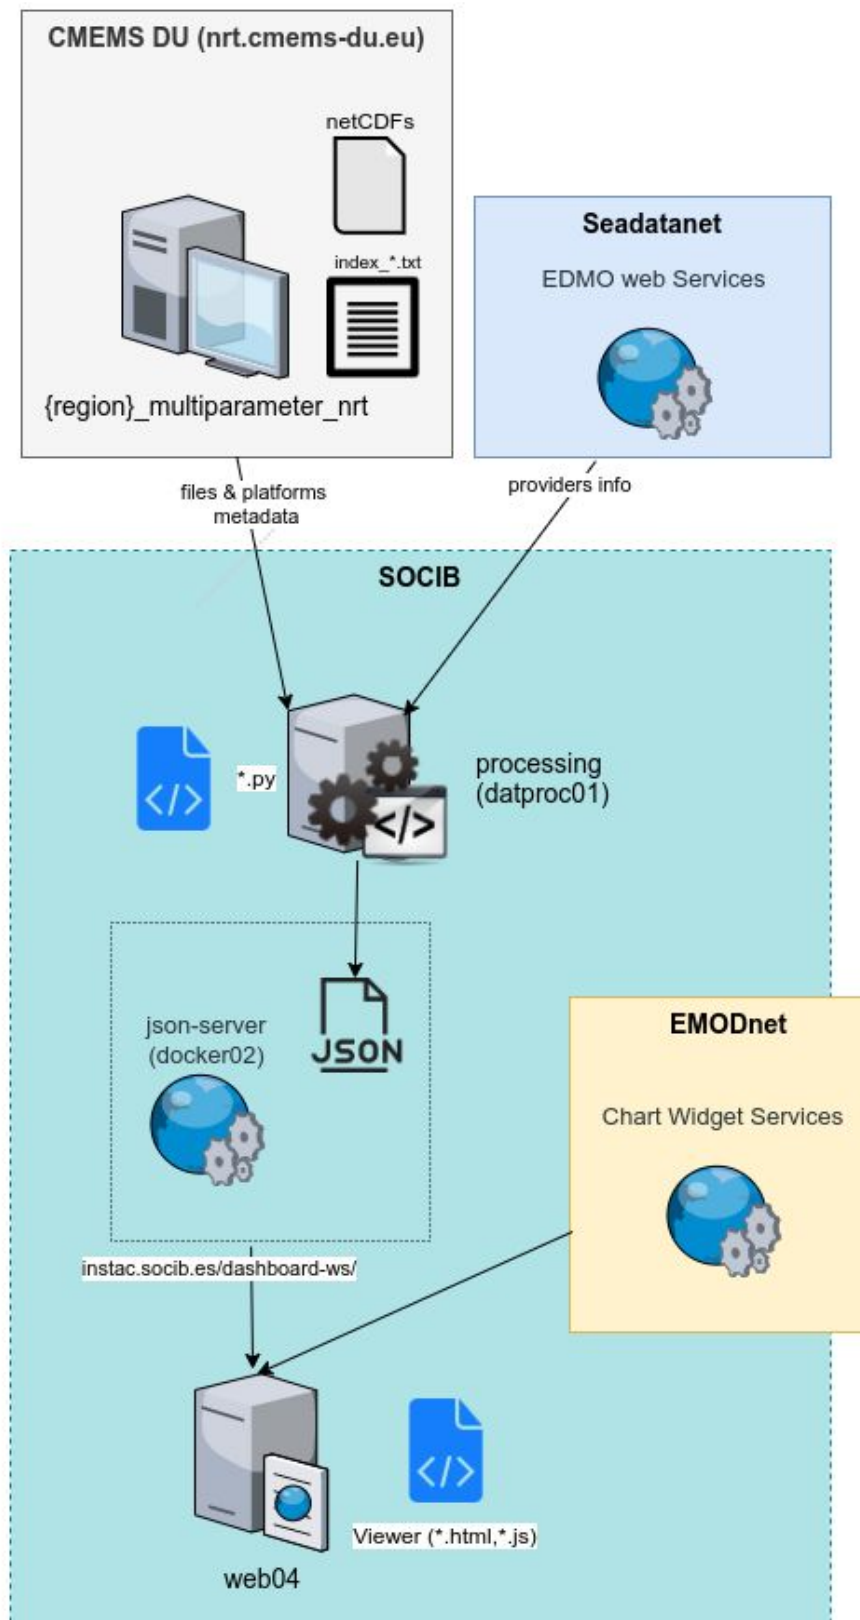 CMEMS DU (nrt.cmems-du.eu)
netCDFs
index_*.txt
{region}_multiparameter_nrt
Seadatanet
EDMO web Services
files & platforms
metadata
providers info
SOCIB
*.py
</>
</>
processing
(datproc01)
json-server
(docker02)
JSON
EMODnet
Chart Widget Services
instac.socib.es/dashboard-ws/
</>
Viewer (*.html,*.js)
web04